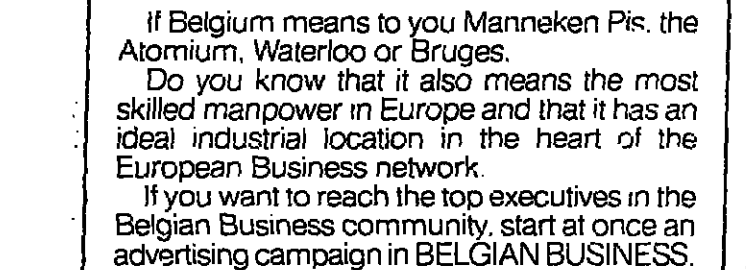 If Belgium means to you Manneken Pis. the
Atomium, Waterloo or Bruges.
Do you know that it also means the most
skilled manpower in Europe and that it has an
ideal industrial location in the heart of the
European Business network.
If you want to reach the top executives in the
Belgian Business community, start at once an
advertising campaign in BELGIAN BUSINESS.